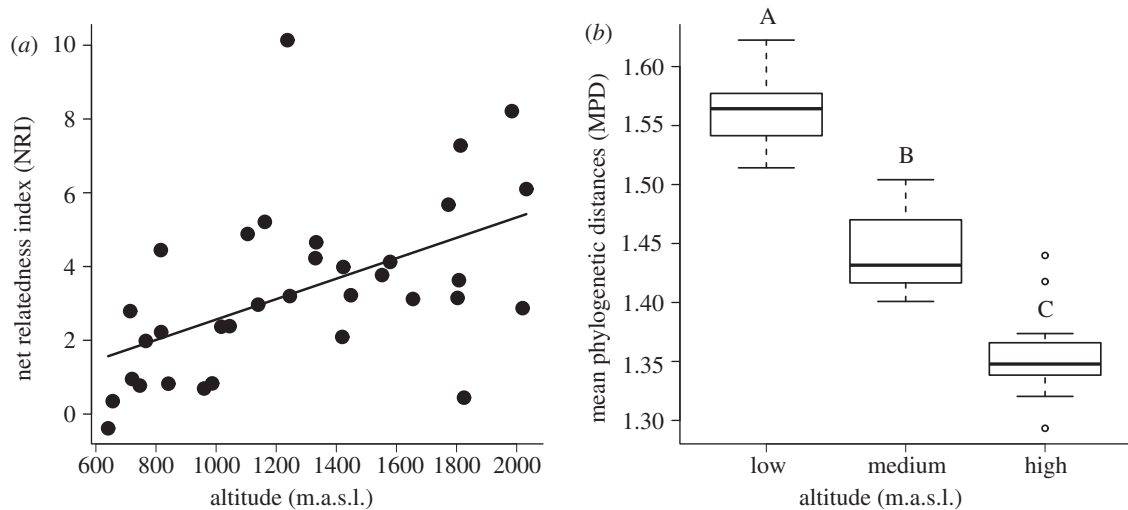 (a)
net relatedness index (NRI)
10
8
6
4
2
0
600 800 1000 1200 1400 1600 1800 2000
altitude (m.a.s.l.)
(b)
mean phylogenetic distances (MPD)
1.60
1.55
1.50
1.45
1.40
1.35
1.30
A
B
C
low medium high
altitude (m.a.s.l.)